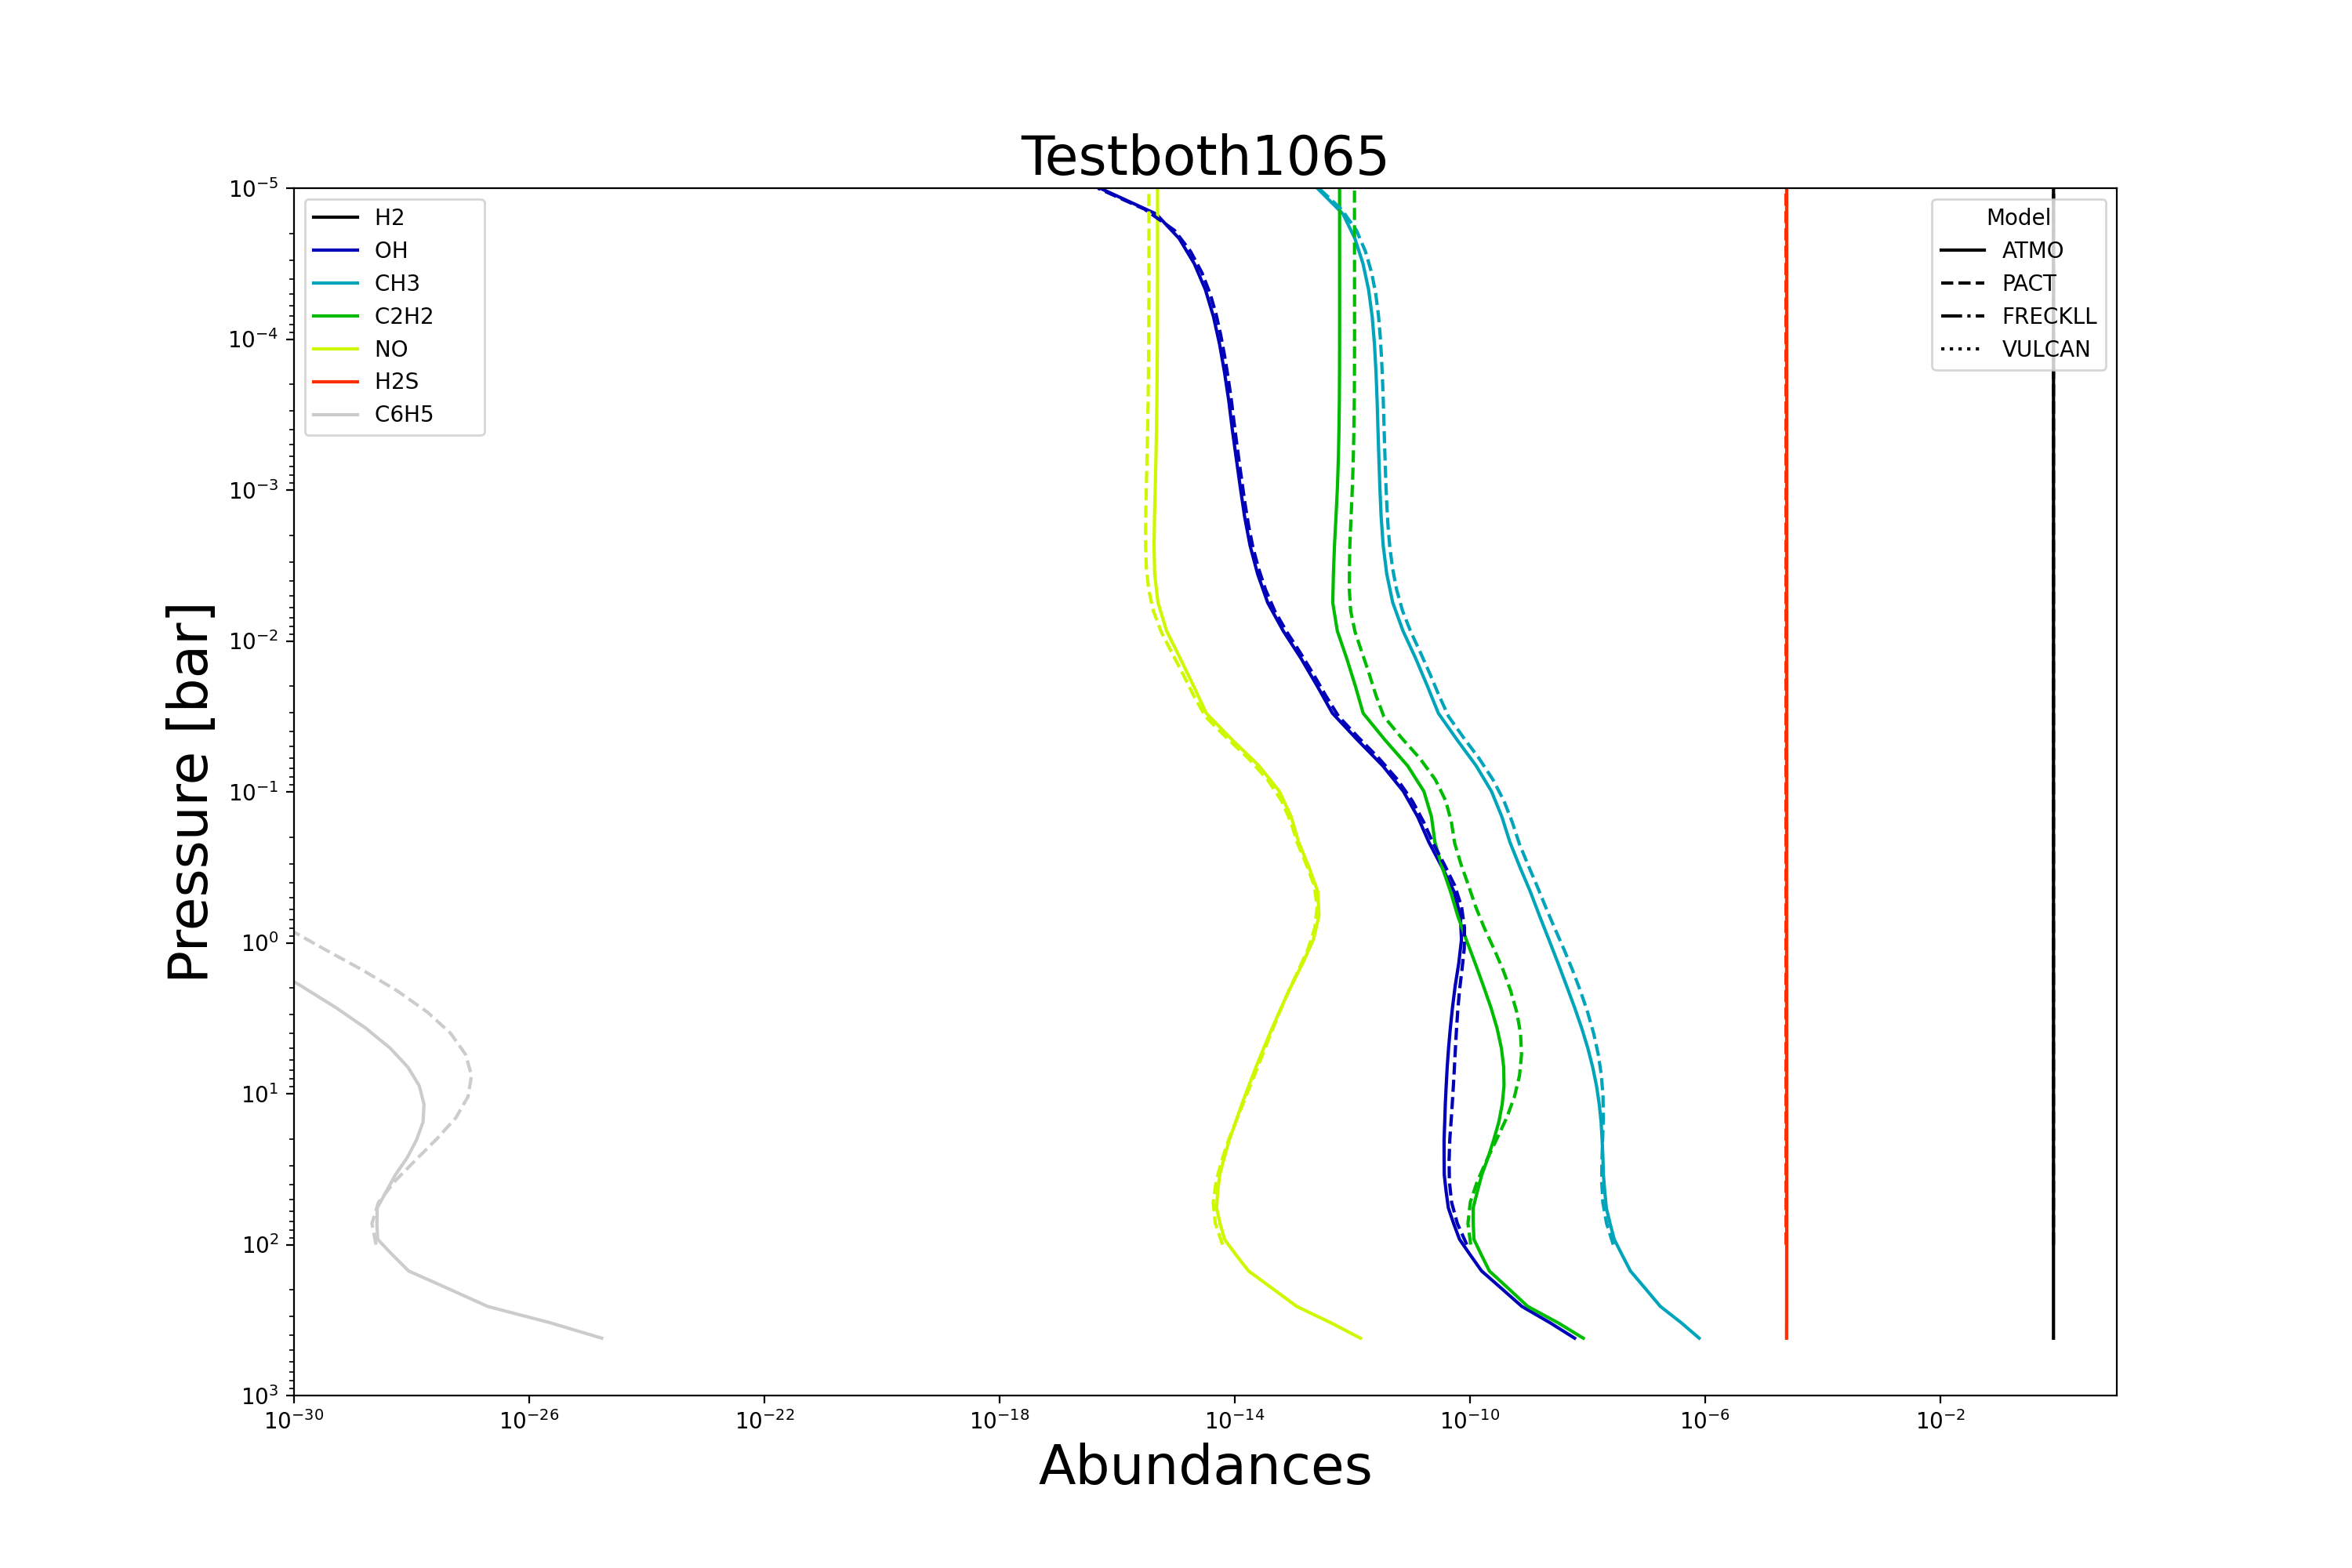 Testboth1065
Pressure [bar]
10⁻⁵
10⁻⁴
10⁻³
10⁻²
10⁻¹
10⁰
10¹
10²
10³
H2
OH
CH3
C2H2
NO
H2S
C6H5
Model
ATMO
PACT
FRECKLL
VULCAN
10⁻³⁰ 10⁻²⁶ 10⁻²² 10⁻¹⁸ 10⁻¹⁴ 10⁻¹⁰ 10⁻⁶ 10⁻²
Abundances